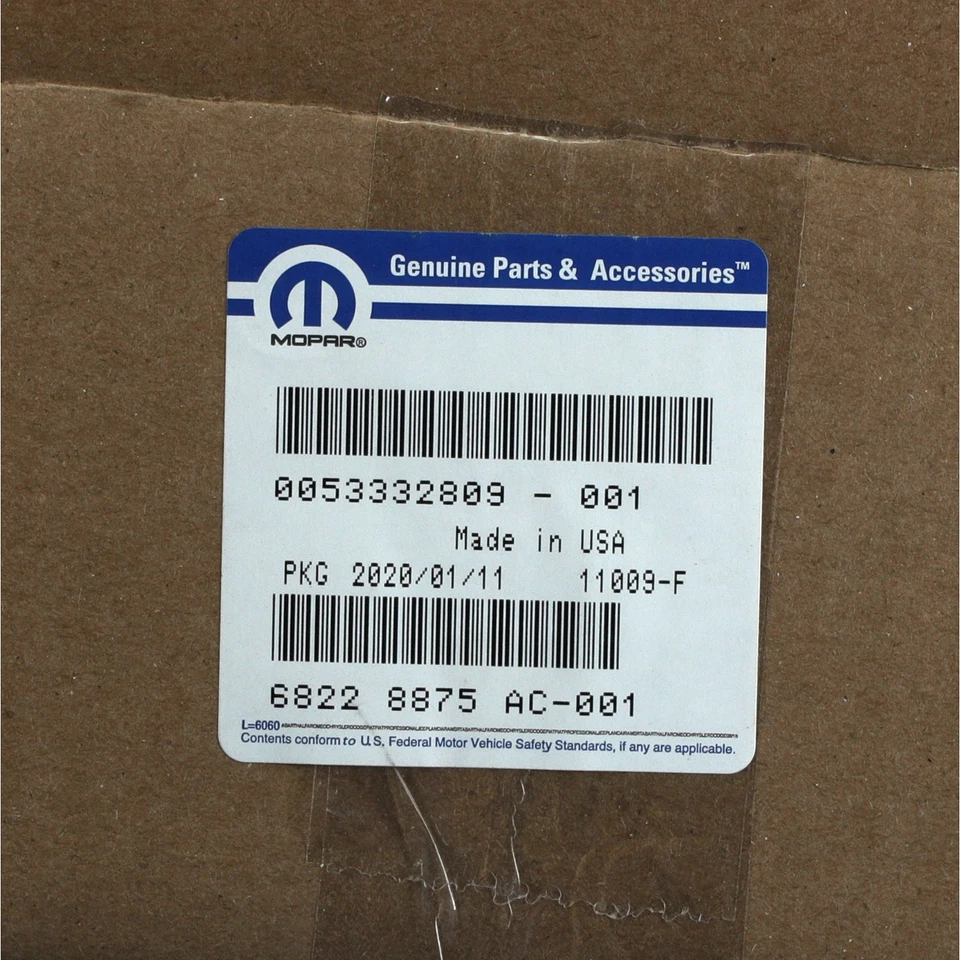 Genuine Parts & Accessories™
MOPAR®
0053332809 - 001
Made in USA
PKG 2020/01/11 11009-F
6822 8875 AC-001
L=6060
Contents conform to U.S. Federal Motor Vehicle Safety Standards, if any are applicable.